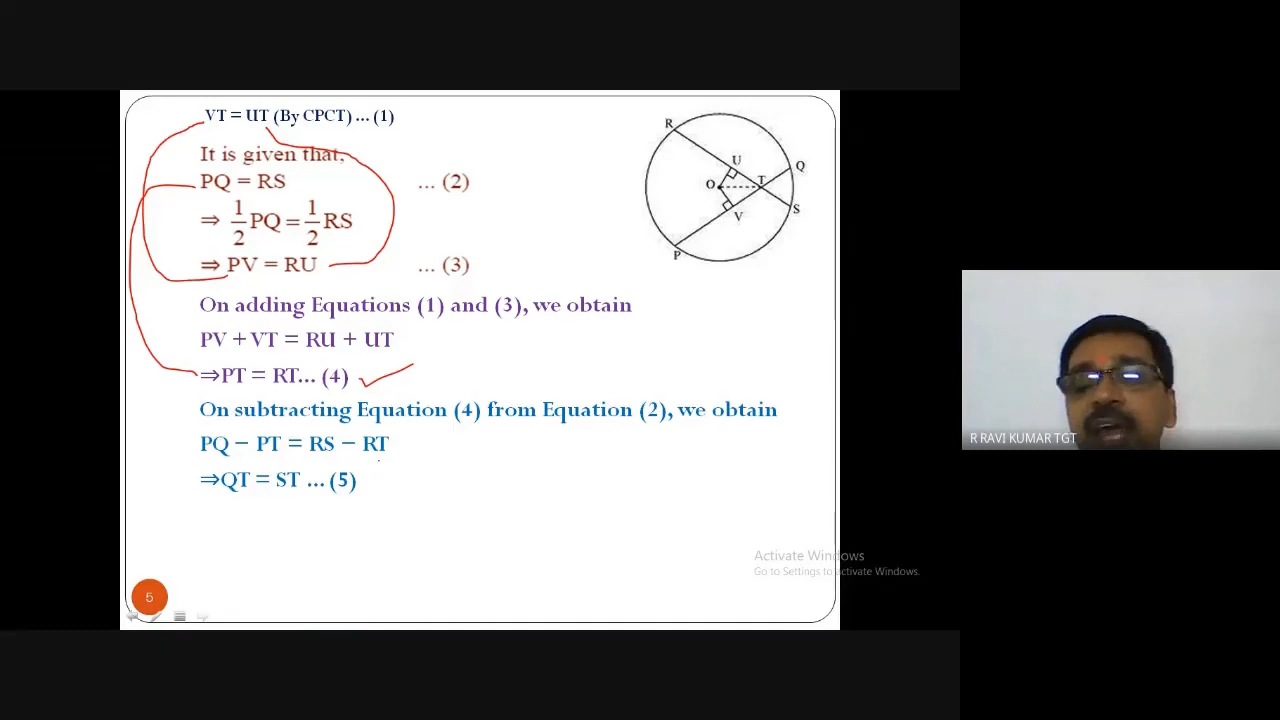 VT = UT (By CPCT) ... (1)
It is given that,
PQ = RS ... (2)
⇒ 1/2 PQ = 1/2 RS
⇒ PV = RU ... (3)
On adding Equations (1) and (3), we obtain
PV + VT = RU + UT
⇒PT = RT... (4)
On subtracting Equation (4) from Equation (2), we obtain
PQ − PT = RS − RT
⇒QT = ST ... (5)
R
U
Q
O
T
V
S
P
R RAVI KUMAR TGT
Activate Windows
Go to Settings to activate Windows.
5